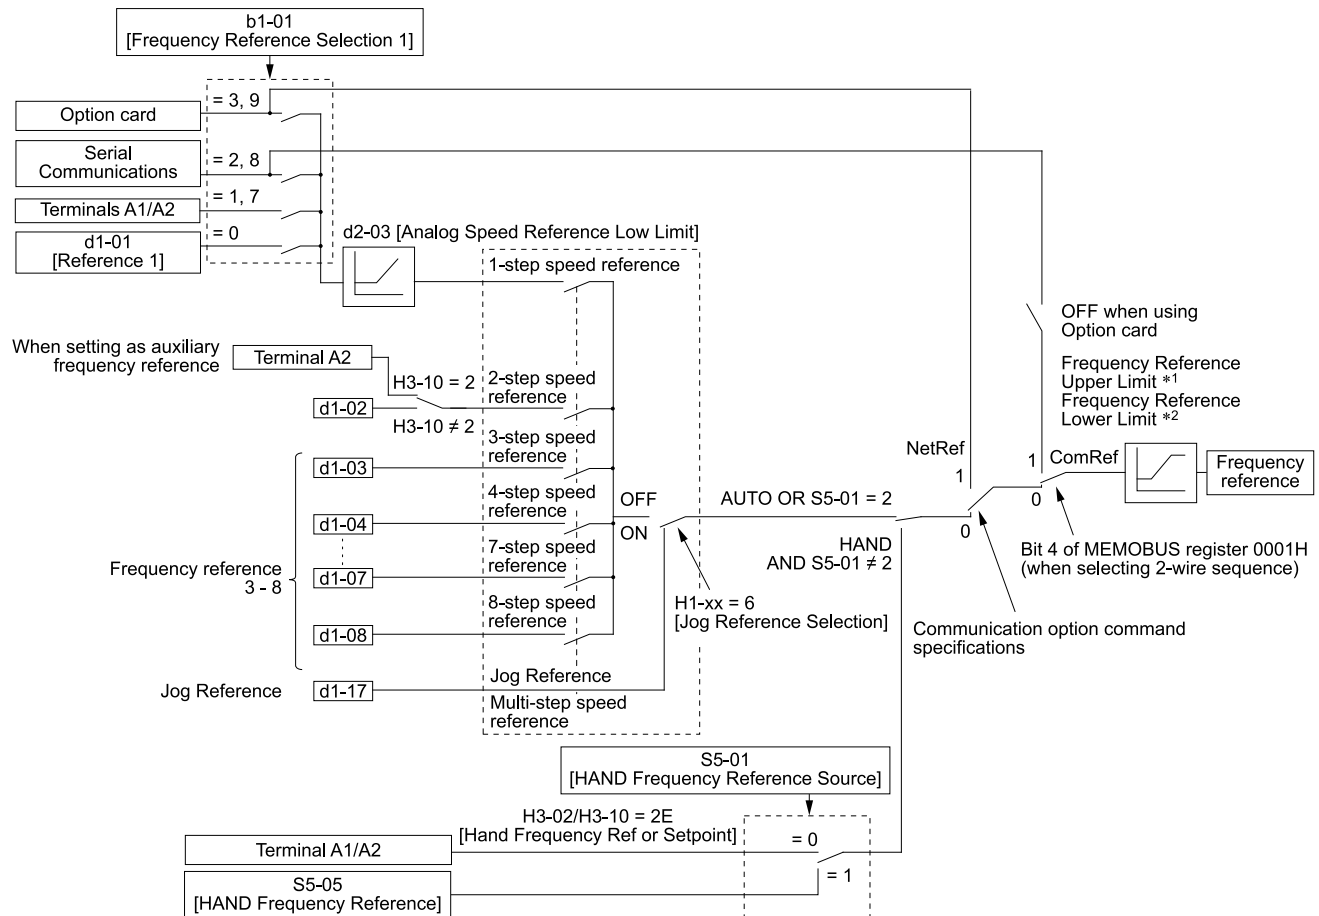 b1-01
[Frequency Reference Selection 1]
Option card
= 3, 9
Serial
Communications
= 2, 8
Terminals A1/A2
= 1, 7
d1-01
[Reference 1]
= 0
d2-03 [Analog Speed Reference Low Limit]
1-step speed reference
When setting as auxiliary
frequency reference
Terminal A2
H3-10 = 2
d1-02
H3-10 ≠ 2
2-step speed
reference
3-step speed
reference
d1-03
4-step speed
reference
d1-04
7-step speed
reference
d1-07
Frequency reference
3 - 8
8-step speed
reference
d1-08
Jog Reference
d1-17
Jog Reference
Multi-step speed
reference
OFF
ON
H1-xx = 6
[Jog Reference Selection]
AUTO OR S5-01 = 2
HAND
AND S5-01 ≠ 2
NetRef
1
0
OFF when using
Option card
Frequency Reference
Upper Limit *1
Frequency Reference
Lower Limit *2
1
ComRef
0
Frequency
reference
Bit 4 of MEMOBUS register 0001H
(when selecting 2-wire sequence)
Communication option command
specifications
S5-01
[HAND Frequency Reference Source]
H3-02/H3-10 = 2E
[Hand Frequency Ref or Setpoint]
Terminal A1/A2
= 0
= 1
S5-05
[HAND Frequency Reference]